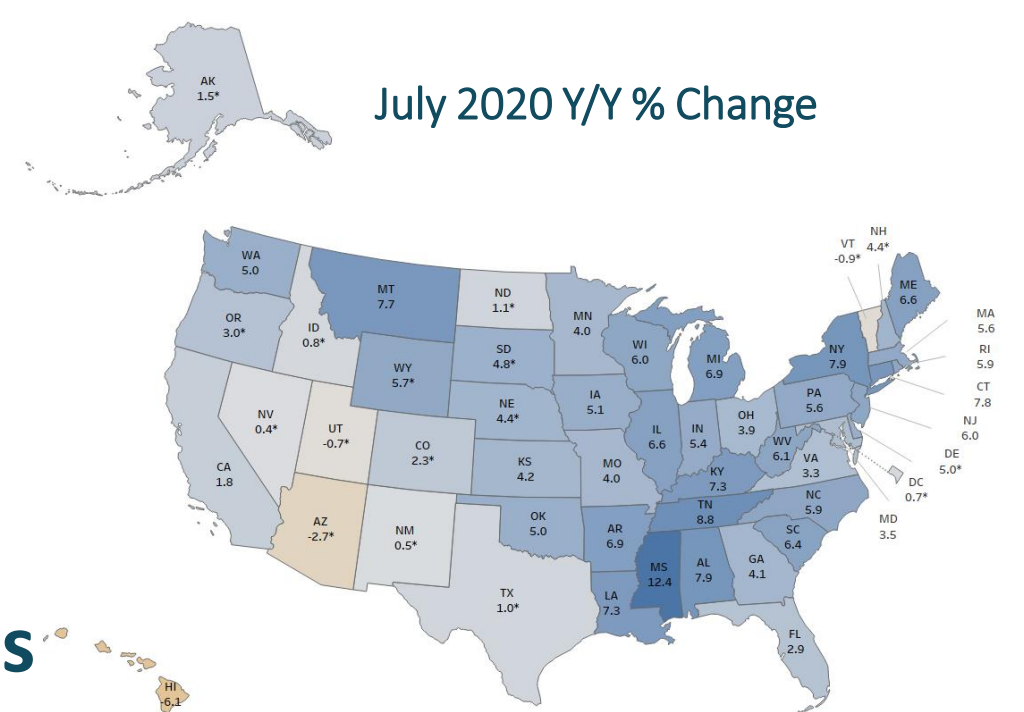 AK
1.5*
July 2020 Y/Y % Change
NH
4.4*
VT
-0.9*
WA
5.0
MT
7.7
ND
1.1*
MN
4.0
ME
6.6
OR
3.0*
ID
0.8*
SD
4.8*
WI
6.0
MI
6.9
NY
7.9
MA
5.6
RI
5.9
WY
5.7*
CT
7.8
NE
4.4*
IA
5.1
PA
5.6
NJ
6.0
NV
0.4*
UT
-0.7*
CO
2.3*
IL
6.6
IN
5.4
OH
3.9
WV
6.1
VA
3.3
DE
5.0*
DC
0.7*
MD
3.5
CA
1.8
KS
4.2
MO
4.0
KY
7.3
TN
8.8
NC
5.9
AZ
-2.7*
NM
0.5*
OK
5.0
AR
6.9
SC
6.4
MS
12.4
AL
7.9
GA
4.1
TX
1.0*
LA
7.3
FL
2.9
s
HI
-6.1